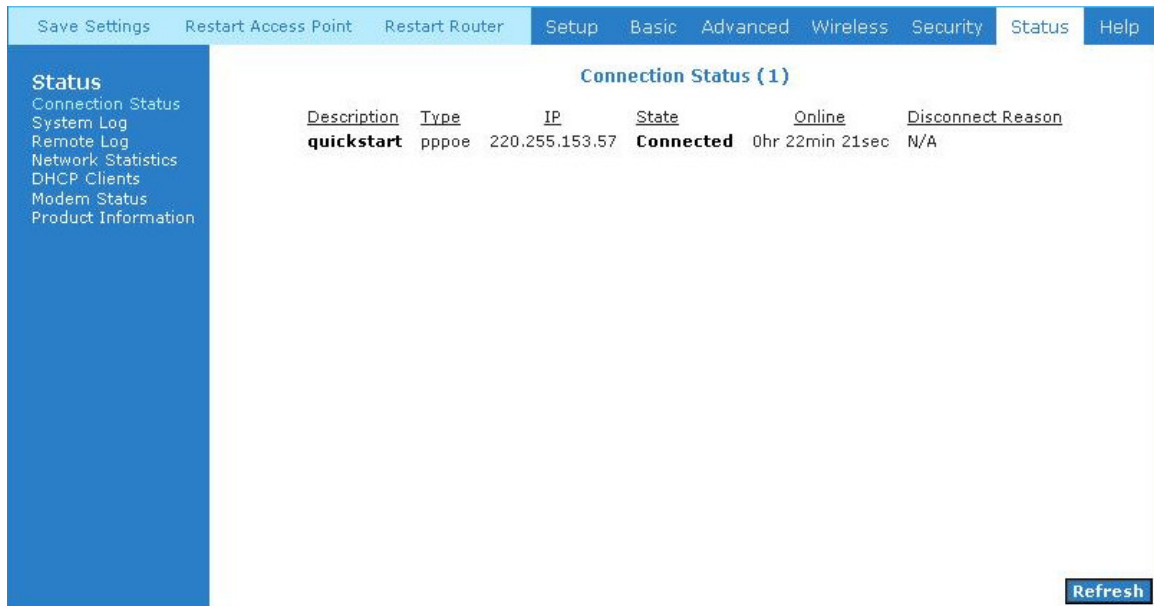 Save Settings Restart Access Point Restart Router Setup Basic Advanced Wireless Security Status Help
Status
Connection Status
System Log
Remote Log
Network Statistics
DHCP Clients
Modem Status
Product Information
Connection Status (1)
Description Type IP State Online Disconnect Reason
quickstart pppoe 220.255.153.57 Connected 0hr 22min 21sec N/A
Refresh